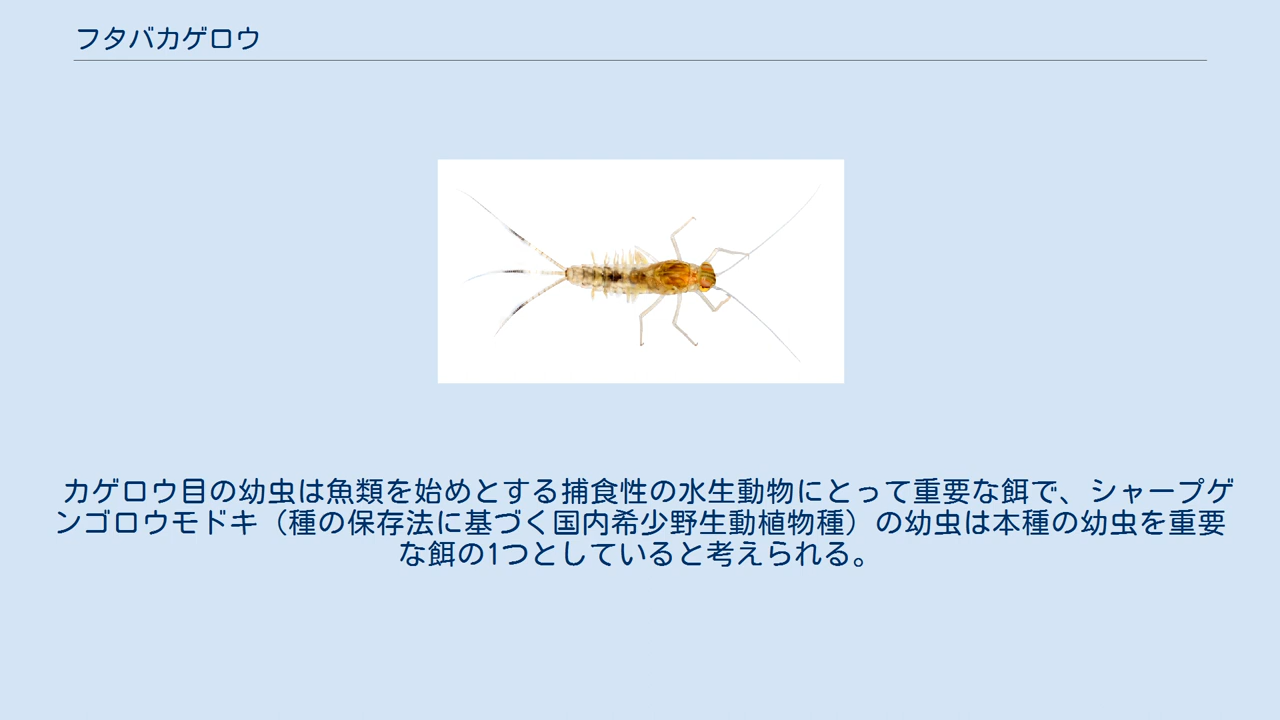 フタバカゲロウ
カゲロウ目の幼虫は魚類を始めとする捕食性の水生動物にとって重要な餌で、シャープゲ
ンゴロウモドキ（種の保存法に基づく国内希少野生動植物種）の幼虫は本種の幼虫を重要
な餌の1つとしていると考えられる。